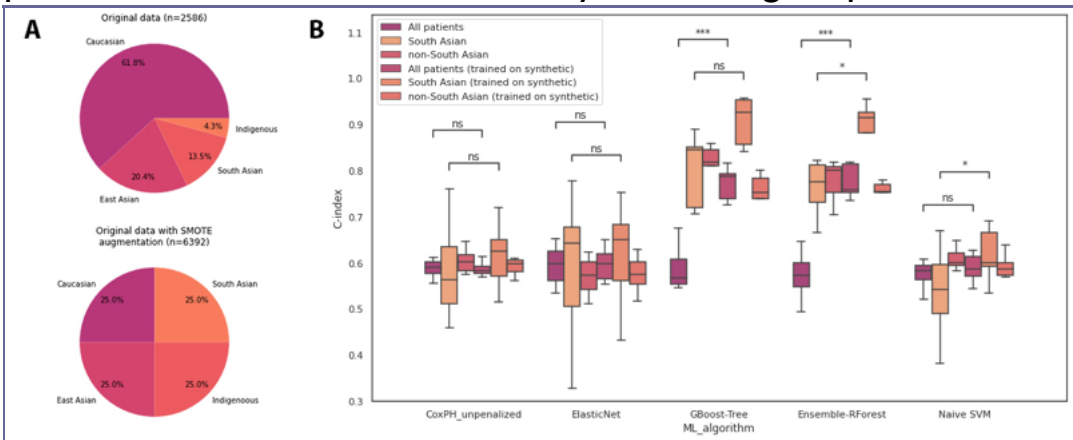 A
Original data (n=2586)
Caucasian
61.8%
4.3%
Indigenous
13.5%
South Asian
20.4%
East Asian
Original data with SMOTE
augmentation (n=6392)
Caucasian
South Asian
25.0%
25.0%
25.0%
25.0%
East Asian
Indigenoous
B
All patients
South Asian
non-South Asian
All patients (trained on synthetic)
South Asian (trained on synthetic)
non-South Asian (trained on synthetic)
C-index
1.1
1.0
0.9
0.8
0.7
0.6
0.5
0.4
0.3
ns
ns
ns
ns
***
ns
***
*
*
ns
CoxPH_unpenalized
ElasticNet
GBoost-Tree
Ensemble-RForest
Naive SVM
ML_algorithm